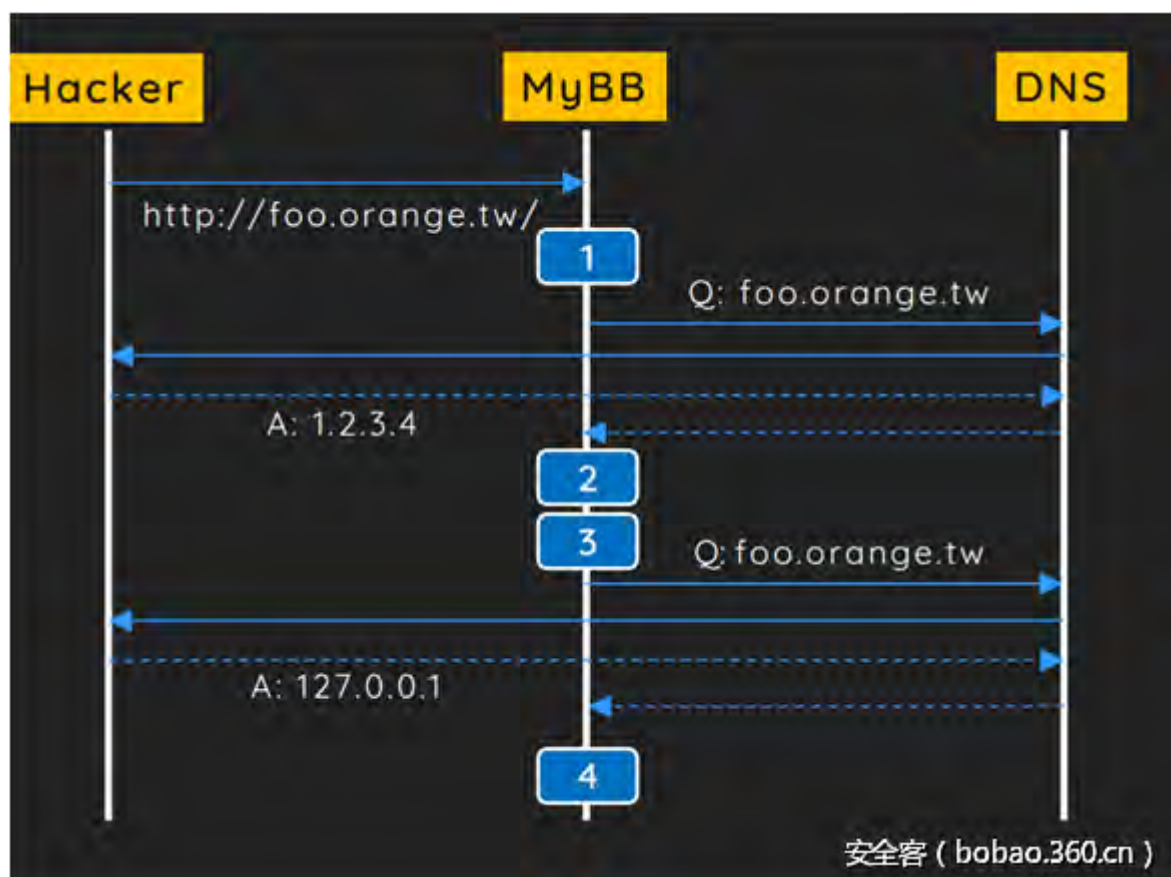 Hacker MyBB DNS
http://foo.orange.tw/
1
Q: foo.orange.tw
A: 1.2.3.4
2
3
Q: foo.orange.tw
A: 127.0.0.1
4
安全客（bobao.360.cn）